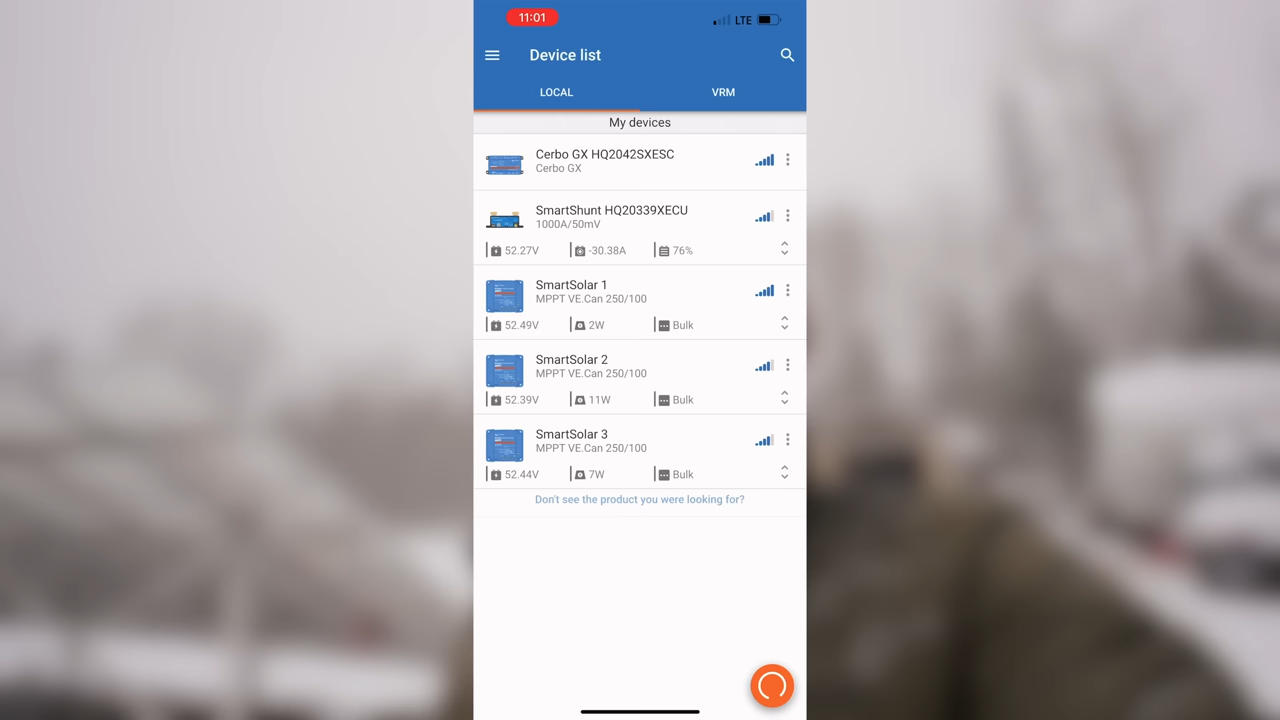 11:01
LTE
Device list
LOCAL VRM
My devices
Cerbo GX HQ2042SXESC
Cerbo GX
SmartShunt HQ20339XECU
1000A/50mV
52.27V -30.38A 76%
SmartSolar 1
MPPT VE.Can 250/100
52.49V 2W Bulk
SmartSolar 2
MPPT VE.Can 250/100
52.39V 11W Bulk
SmartSolar 3
MPPT VE.Can 250/100
52.44V 7W Bulk
Don't see the product you were looking for?